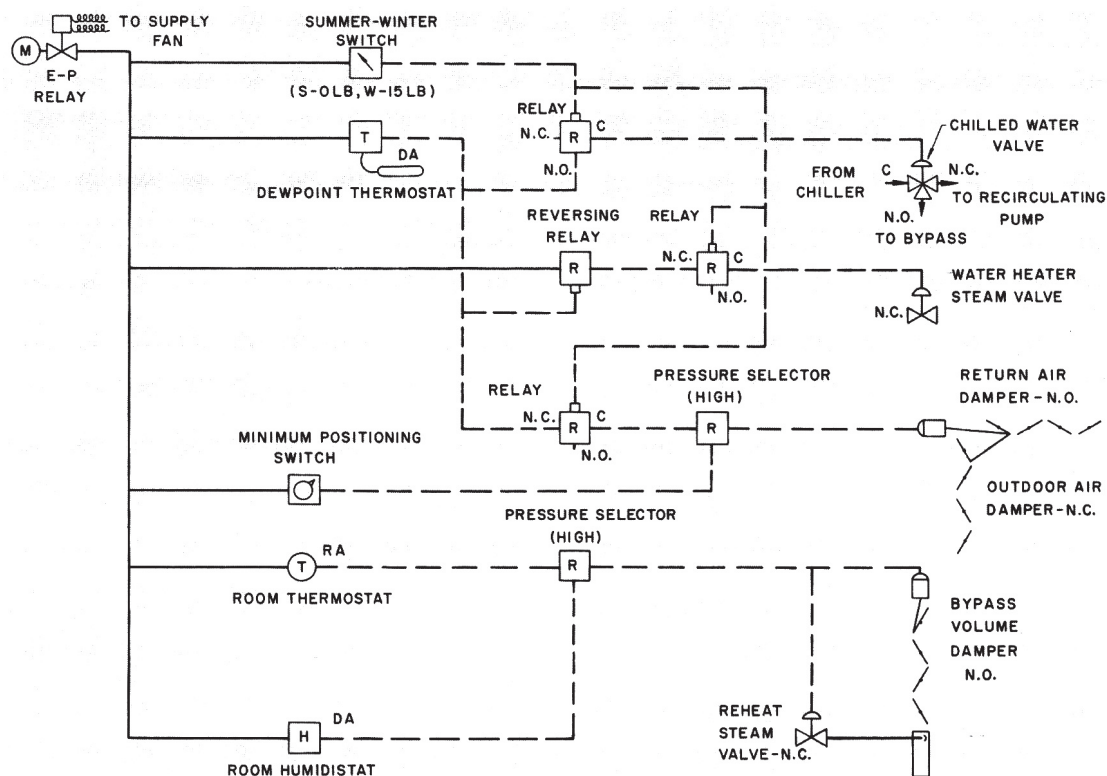 TO SUPPLY
FAN
M
E-P
RELAY
SUMMER-WINTER
SWITCH
(S-0LB, W-15LB)
T
DA
DEWPOINT THERMOSTAT
RELAY
N.C.
R
C
N.O.
CHILLED WATER
VALVE
FROM
CHILLER
C
N.C.
TO RECIRCULATING
PUMP
N.O.
TO BYPASS
REVERSING
RELAY
R
RELAY
N.C.
R
C
N.O.
WATER HEATER
STEAM VALVE
N.C.
RELAY
N.C.
R
C
N.O.
PRESSURE SELECTOR
(HIGH)
R
RETURN AIR
DAMPER-N.O.
OUTDOOR AIR
DAMPER-N.C.
MINIMUM POSITIONING
SWITCH
PRESSURE SELECTOR
(HIGH)
R
RA
T
ROOM THERMOSTAT
BYPASS
VOLUME
DAMPER
N.O.
DA
H
ROOM HUMIDISTAT
REHEAT
STEAM
VALVE-N.C.